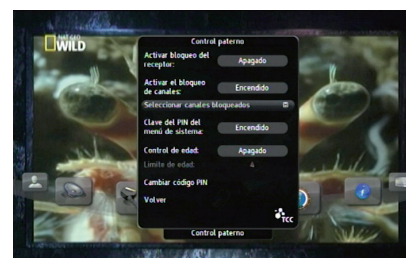 NAT GEO
WILD
Control paterno
Activar bloqueo del
receptor:
Apagado
Activar el bloqueo
de canales:
Encendido
Seleccionar canales bloqueados
Clave del PIN del
menú de sistema:
Encendido
Control de edad:
Apagado
Limite de edad:
4
Cambiar código PIN
Volver
TCC
Control paterno